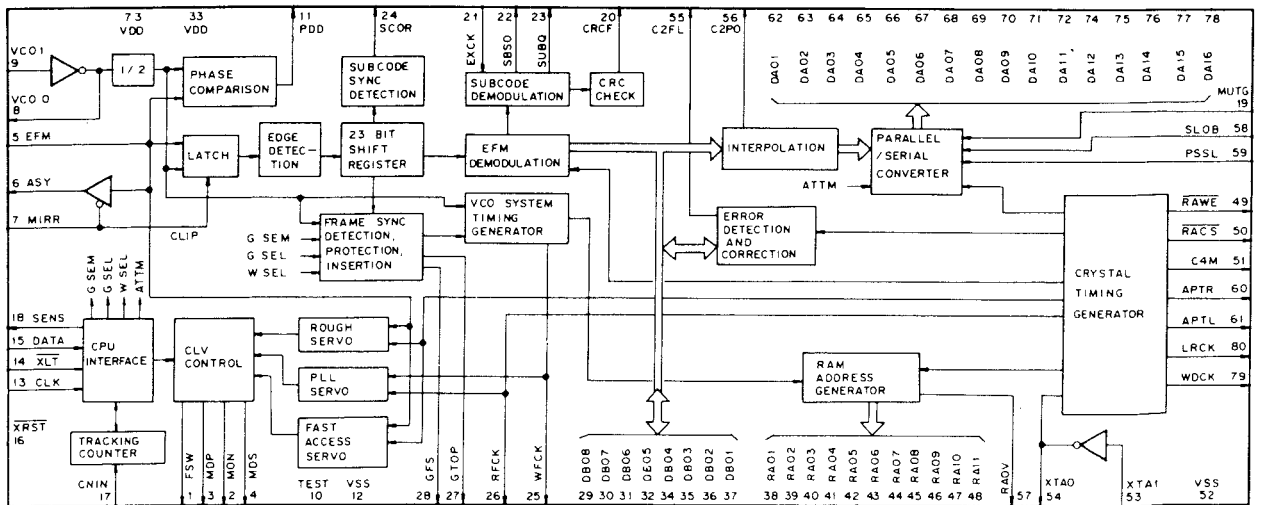 73 33 11 24 21 22 23 20 55 56 62 63 64 65 66 67 68 69 70 71 72 74 75 76 77 78
VDD VDD PDD SCOR CRCF C2FL C2PO
EXCK SBSO SUBQ
DA01 DA02 DA03 DA04 DA05 DA06 DA07 DA08 DA09 DA10 DA11 DA12 DA13 DA14 DA15 DA16
VCO I
9
1/2
PHASE
COMPARISON
SUBCODE
SYNC
DETECTION
SUBCODE
DEMODULATION
CRC
CHECK
VCO O
8
MUTG
19
5 EFM
LATCH
EDGE
DETEC-
TION
23 BIT
SHIFT
REGISTER
EFM
DEMODULATION
INTERPOLATION
PARALLEL
/SERIAL
CONVERTER
SLOB 58
PSSL 59
6 ASY
ATTM
7 MIRR
CLIP
FRAME SYNC
DETECTION,
PROTECTION,
INSERTION
G SEM
G SEL
W SEL
VCO SYSTEM
TIMING
GENERATOR
ERROR
DETECTION
AND
CORRECTION
RAWE 49
RACS 50
C4M 51
APTR 60
APTL 61
LRCK 80
WDCK 79
CRYSTAL
TIMING
GENERATOR
G SEM G SEL W SEL ATTM
18 SENS
15 DATA
14 XLT
13 CLK
CPU
INTERFACE
CLV
CONTROL
ROUGH
SERVO
PLL
SERVO
FAST
ACCESS
SERVO
RAM
ADDRESS
GENERATOR
XRST
16
TRACKING
COUNTER
CNIN
17
FSW MDP MON MDS
1 3 2 4
TEST
10
VSS
12
GFS GTOP RFCK WFCK
28 27 26 25
DB08 DB07 DB06 DE05 DB04 DB03 DB02 DB01
29 30 31 32 34 35 36 37
RA01 RA02 RA03 RA04 RA05 RA06 RA07 RA08 RA09 RA10 RA11
38 39 40 41 42 43 44 45 46 47 48
RAOV
57
XTAO
54
XTAI
53
VSS
52